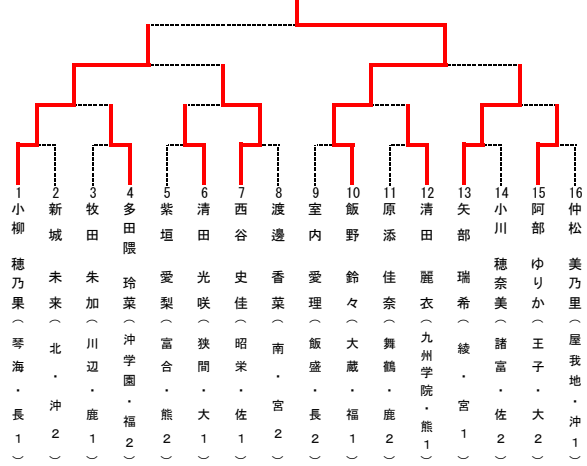 1 小柳 穂乃果（琴海・長1）
2 新城 未来（北・沖2）
3 牧田 朱加（川辺・鹿1）
4 多田隈 玲菜（沖学園・福2）
5 紫垣 愛梨（富合・熊2）
6 清田 光咲（狭間・大1）
7 西谷 史佳（昭栄・佐1）
8 渡邊 香菜（南・宮2）
9 室内 愛理（飯盛・長2）
10 飯野 鈴々（大蔵・福1）
11 原添 佳奈（舞鶴・鹿2）
12 清田 麗衣（九州学院・熊1）
13 矢部 瑞希（綾・宮1）
14 小川 穂奈美（諸富・佐2）
15 阿部 ゆりか（王子・大2）
16 仲松 美乃里（屋我地・沖1）